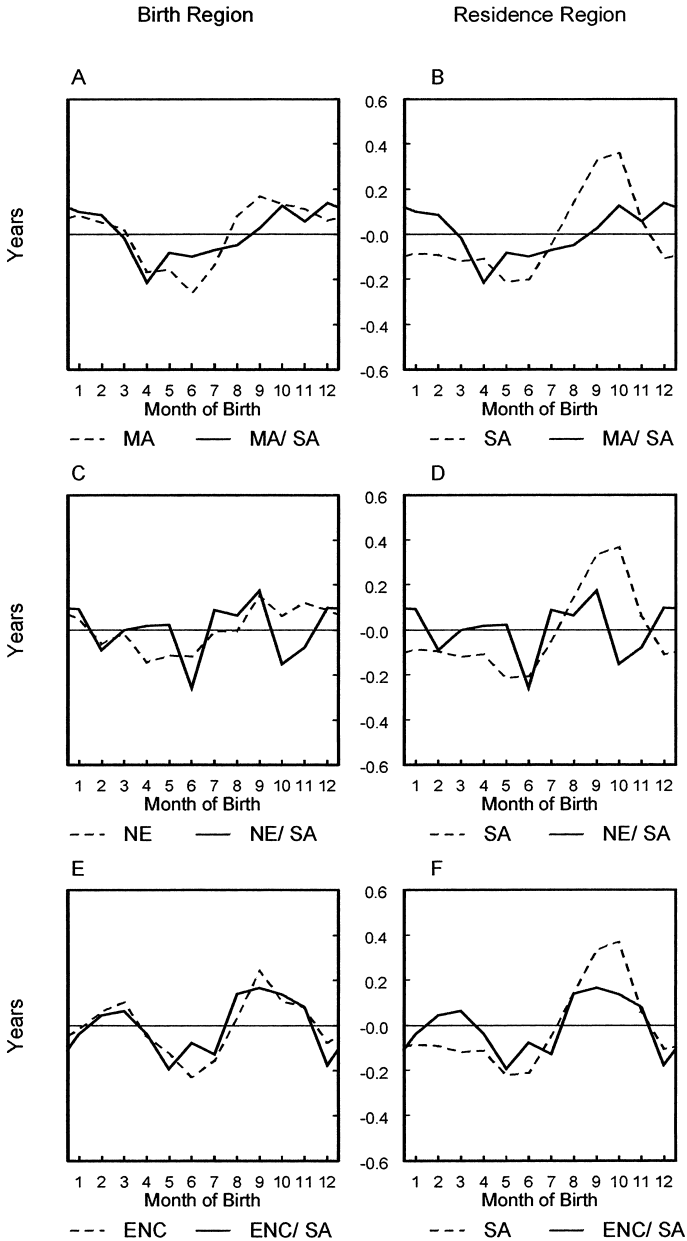 Birth Region Residence Region
A B
0.6
0.4
0.2
-0.0
-0.2
-0.4
-0.6
Years
1 2 3 4 5 6 7 8 9 10 11 12 1 2 3 4 5 6 7 8 9 10 11 12
Month of Birth Month of Birth
MA MA/ SA SA MA/ SA
C D
0.6
0.4
0.2
-0.0
-0.2
-0.4
-0.6
Years
1 2 3 4 5 6 7 8 9 10 11 12 1 2 3 4 5 6 7 8 9 10 11 12
Month of Birth Month of Birth
NE NE/ SA SA NE/ SA
E F
0.6
0.4
0.2
-0.0
-0.2
-0.4
-0.6
Years
1 2 3 4 5 6 7 8 9 10 11 12 1 2 3 4 5 6 7 8 9 10 11 12
Month of Birth Month of Birth
ENC ENC/ SA SA ENC/ SA